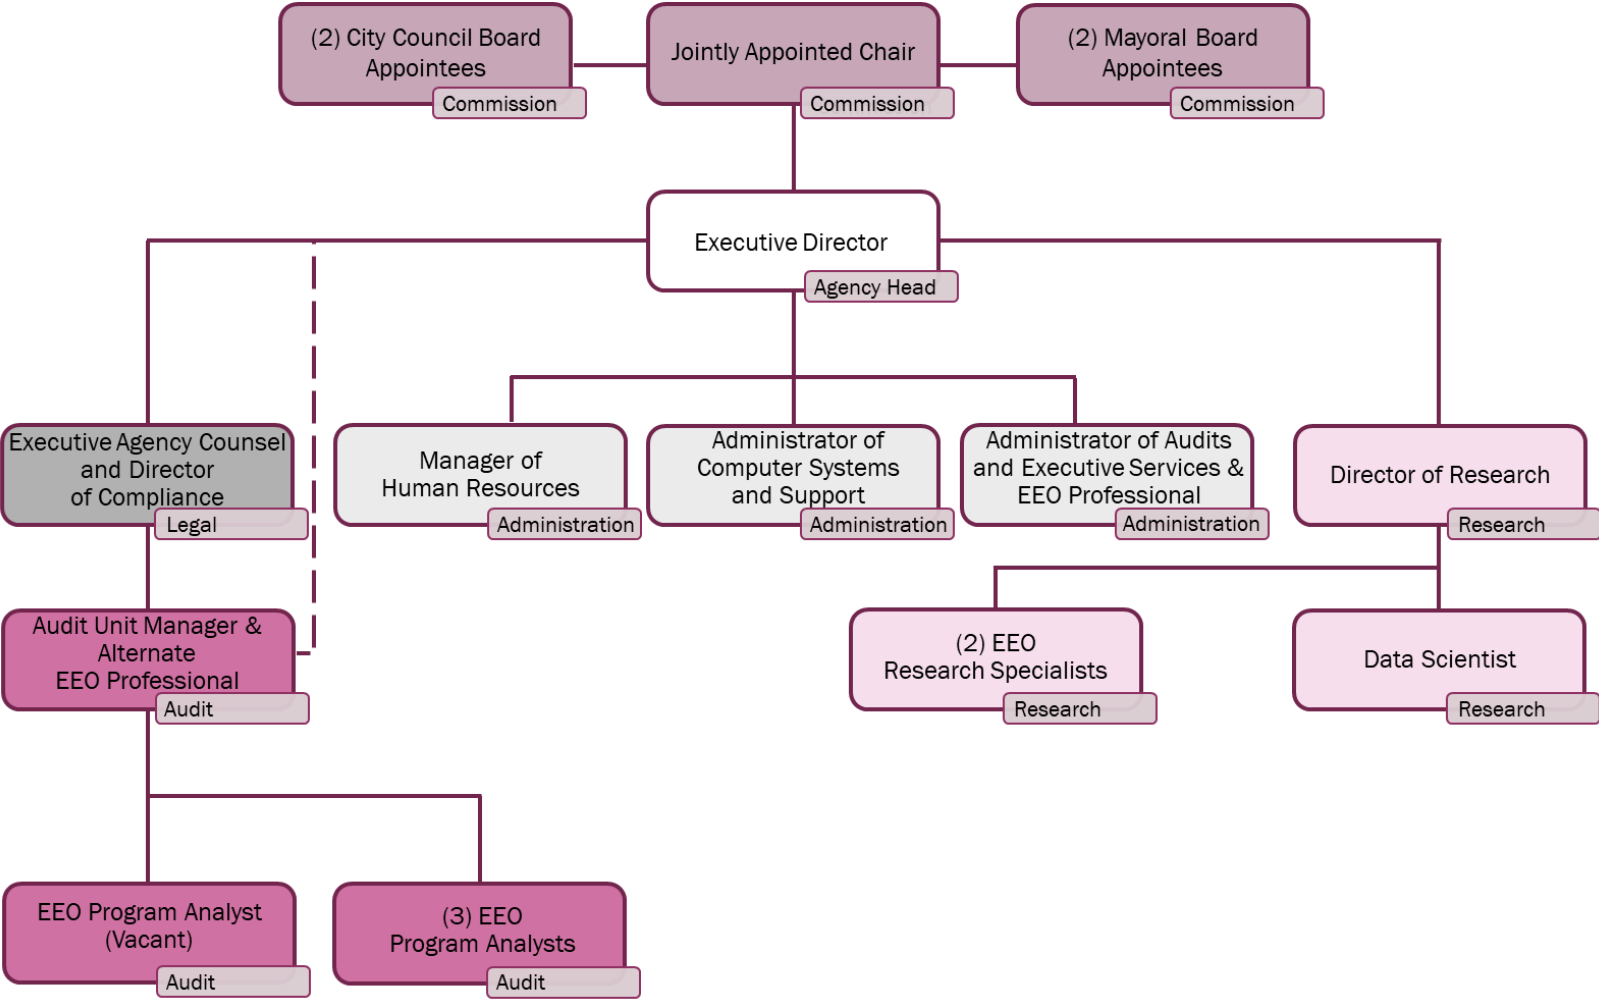 (2) City Council Board
Appointees
Commission
Jointly Appointed Chair
Commission
(2) Mayoral Board
Appointees
Commission
Executive Director
Agency Head
Executive Agency Counsel
and Director
of Compliance
Legal
Manager of
Human Resources
Administration
Administrator of
Computer Systems
and Support
Administration
Administrator of Audits
and Executive Services &
EEO Professional
Administration
Director of Research
Research
Audit Unit Manager &
Alternate
EEO Professional
Audit
(2) EEO
Research Specialists
Research
Data Scientist
Research
EEO Program Analyst
(Vacant)
Audit
(3) EEO
Program Analysts
Audit